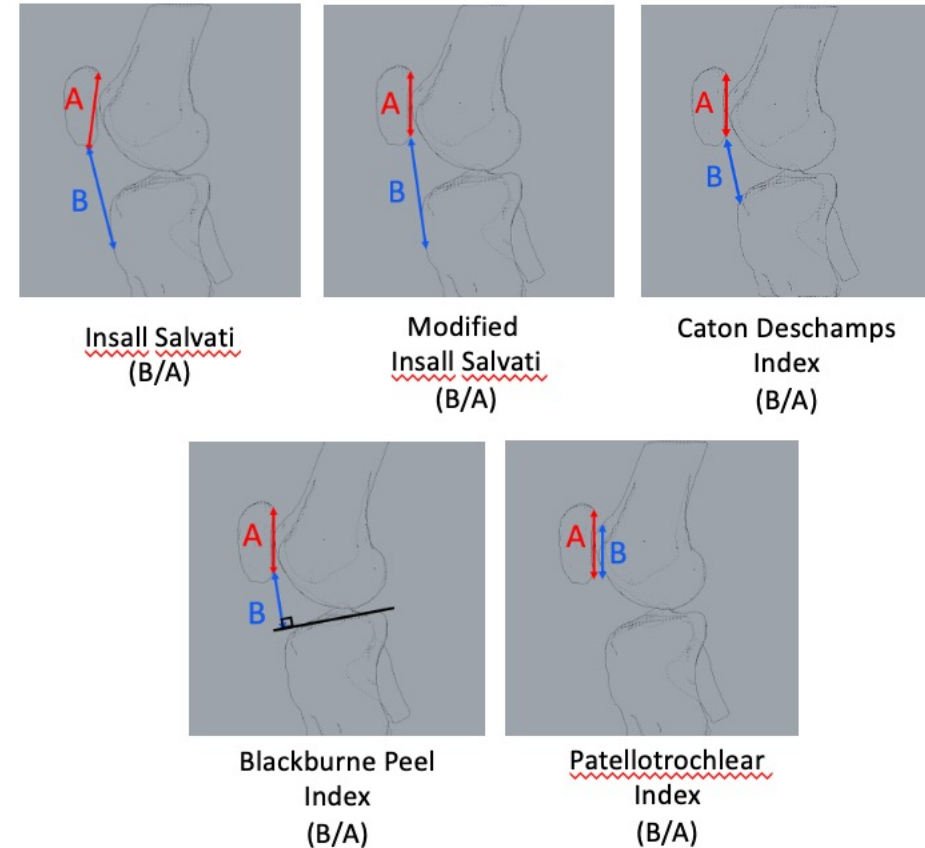 A
B
Insall Salvati
(B/A)
A
B
Modified
Insall Salvati
(B/A)
A
B
Caton Deschamps
Index
(B/A)
A
B
Blackburne Peel
Index
(B/A)
A
B
Patellotrochlear
Index
(B/A)